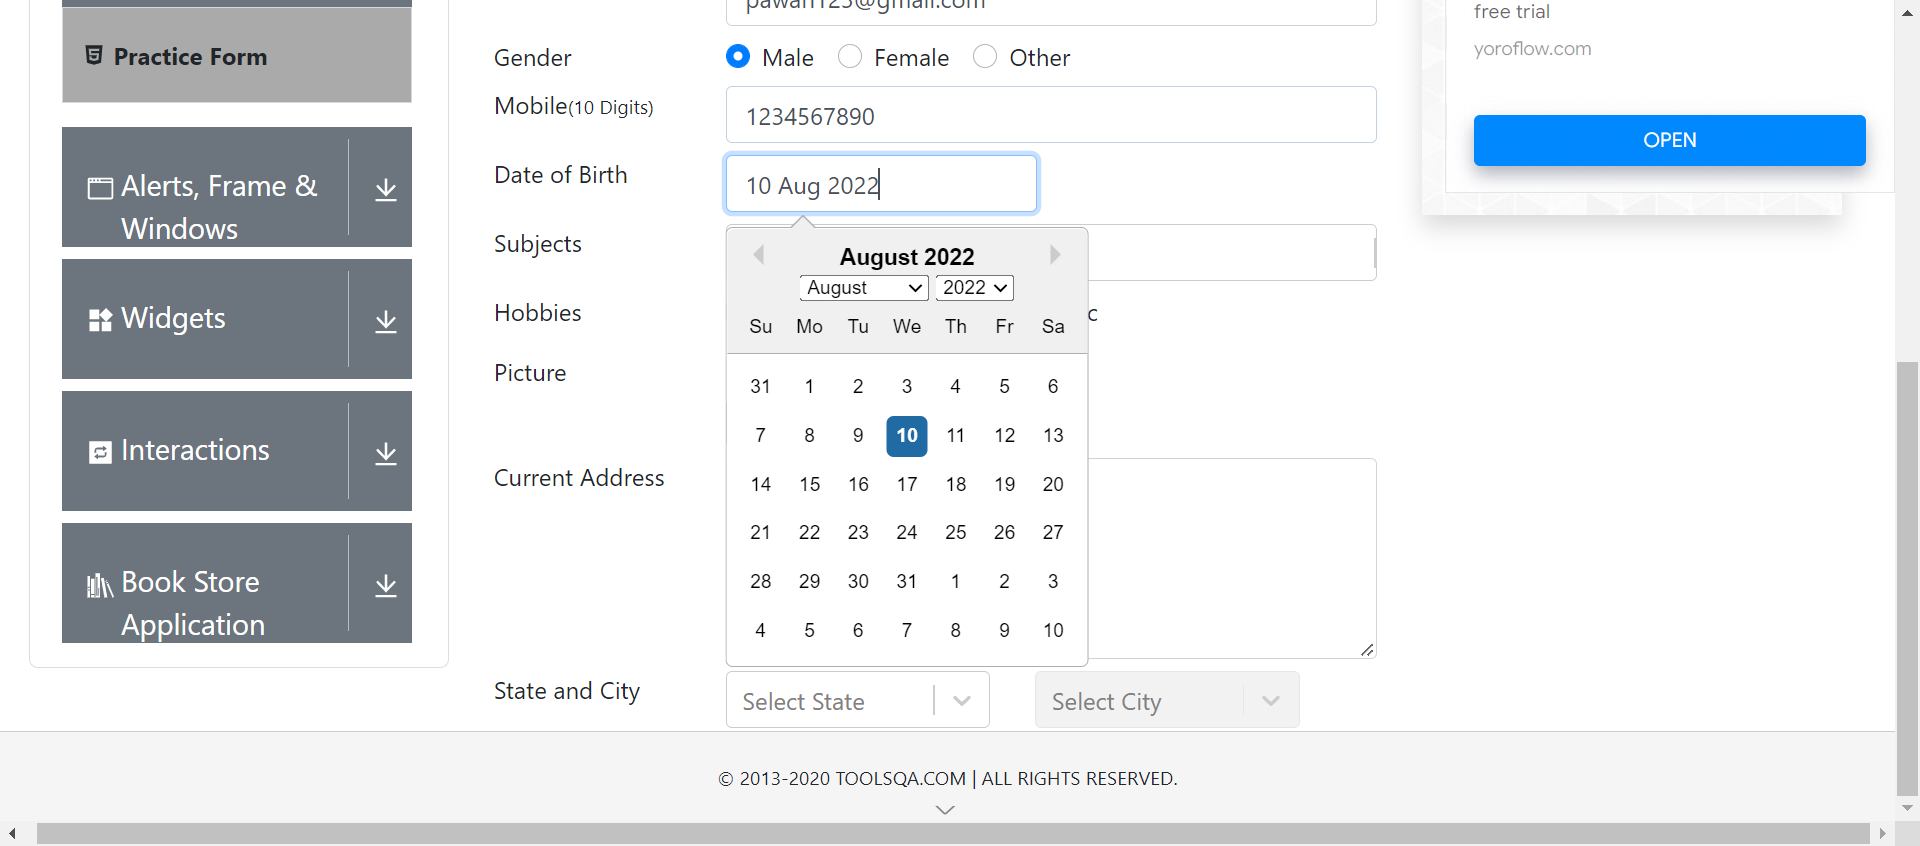 Practice Form
Alerts, Frame &
Windows
Widgets
Interactions
Book Store
Application
pawan123@gmail.com
Gender
Male
Female
Other
Mobile(10 Digits)
1234567890
Date of Birth
10 Aug 2022
Subjects
Hobbies
c
Picture
Current Address
August 2022
August
2022
Su Mo Tu We Th Fr Sa
31 1 2 3 4 5 6
7 8 9 10 11 12 13
14 15 16 17 18 19 20
21 22 23 24 25 26 27
28 29 30 31 1 2 3
4 5 6 7 8 9 10
State and City
Select State
Select City
free trial
yoroflow.com
OPEN
© 2013-2020 TOOLSQA.COM | ALL RIGHTS RESERVED.